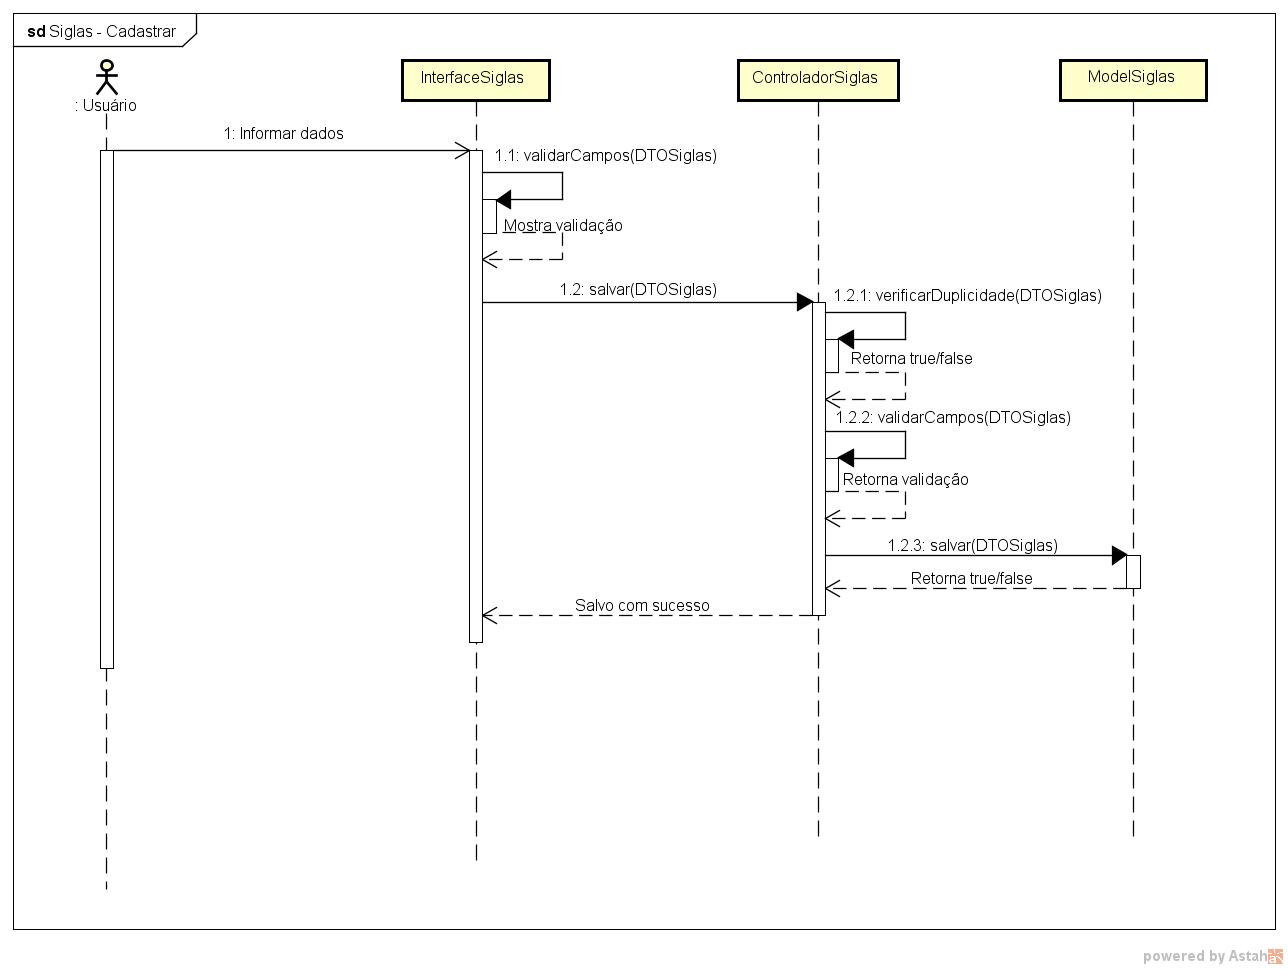 sd Siglas - Cadastrar
: Usuário
InterfaceSiglas
ControladorSiglas
ModelSiglas
1: Informar dados
1.1: validarCampos(DTOSiglas)
Mostra validação
1.2: salvar(DTOSiglas)
1.2.1: verificarDuplicidade(DTOSiglas)
Retorna true/false
1.2.2: validarCampos(DTOSiglas)
Retorna validação
1.2.3: salvar(DTOSiglas)
Retorna true/false
Salvo com sucesso
powered by Astah